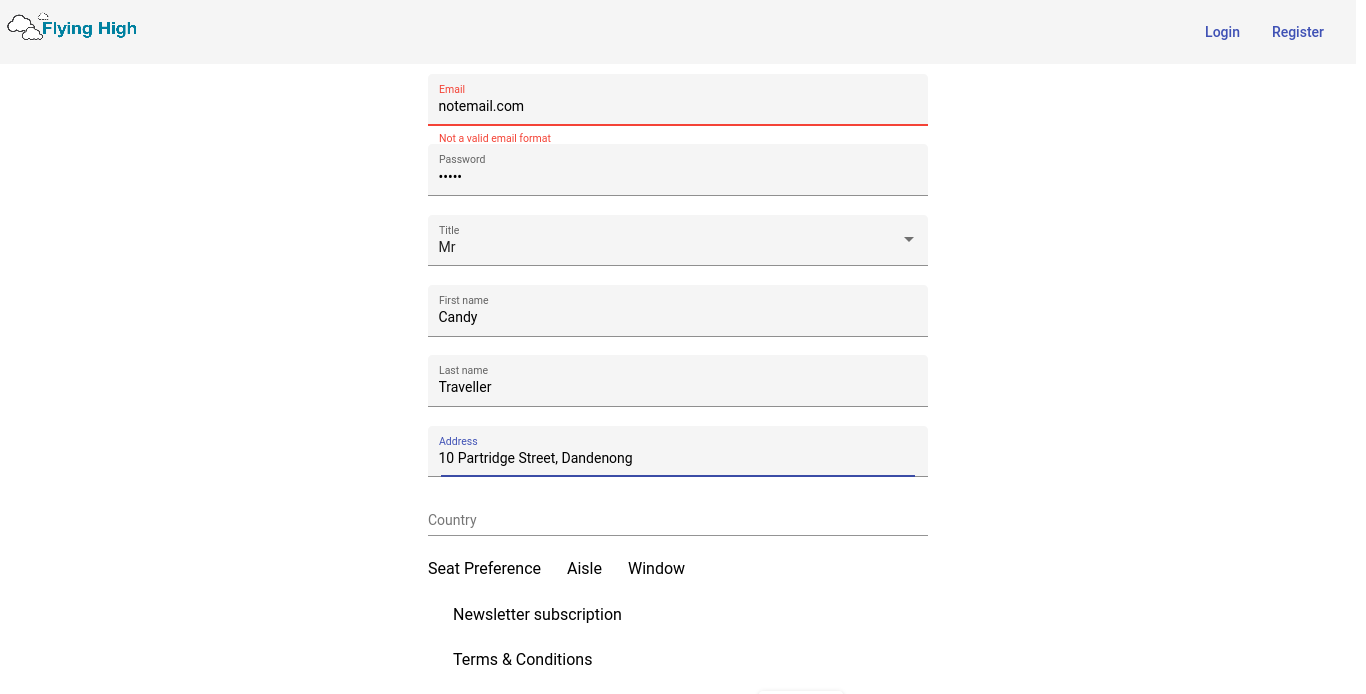 Flying High
Login Register
Email
notemail.com
Not a valid email format
Password
•••••
Title
Mr
First name
Candy
Last name
Traveller
Address
10 Partridge Street, Dandenong
Country
Seat Preference Aisle Window
Newsletter subscription
Terms & Conditions